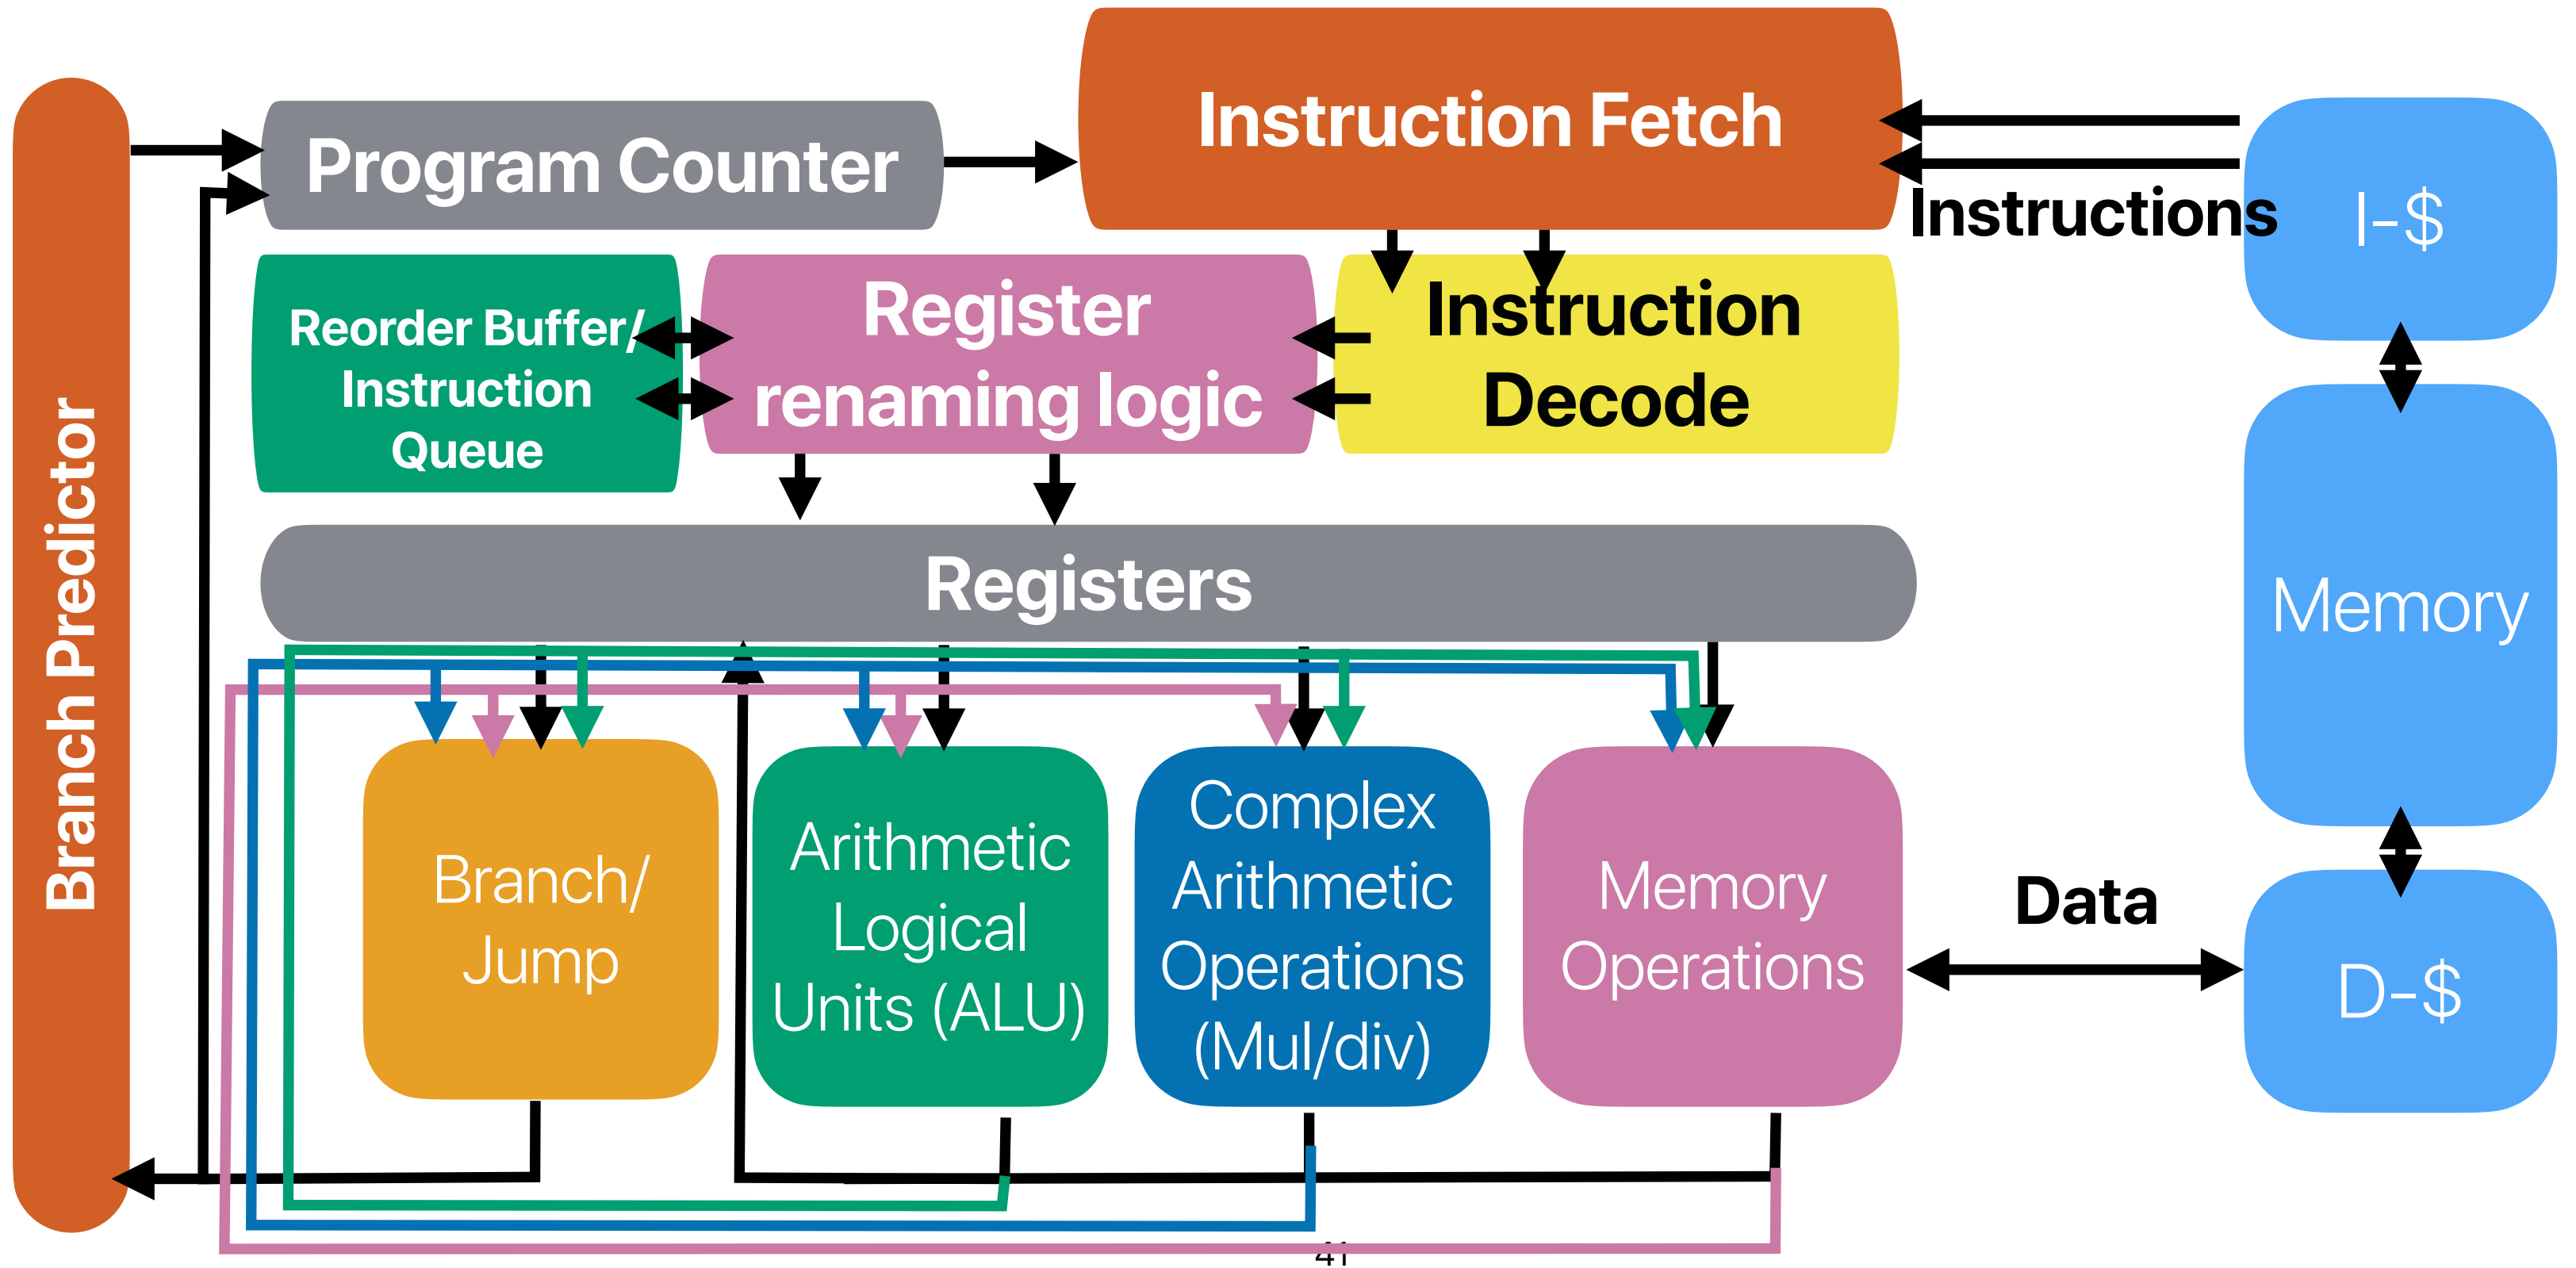 Branch Predictor
Program Counter
Instruction Fetch
Instructions
I-$
Reorder Buffer/
Instruction
Queue
Register
renaming logic
Instruction
Decode
Registers
Memory
Branch/
Jump
Arithmetic
Logical
Units (ALU)
Complex
Arithmetic
Operations
(Mul/div)
Memory
Operations
Data
D-$
41